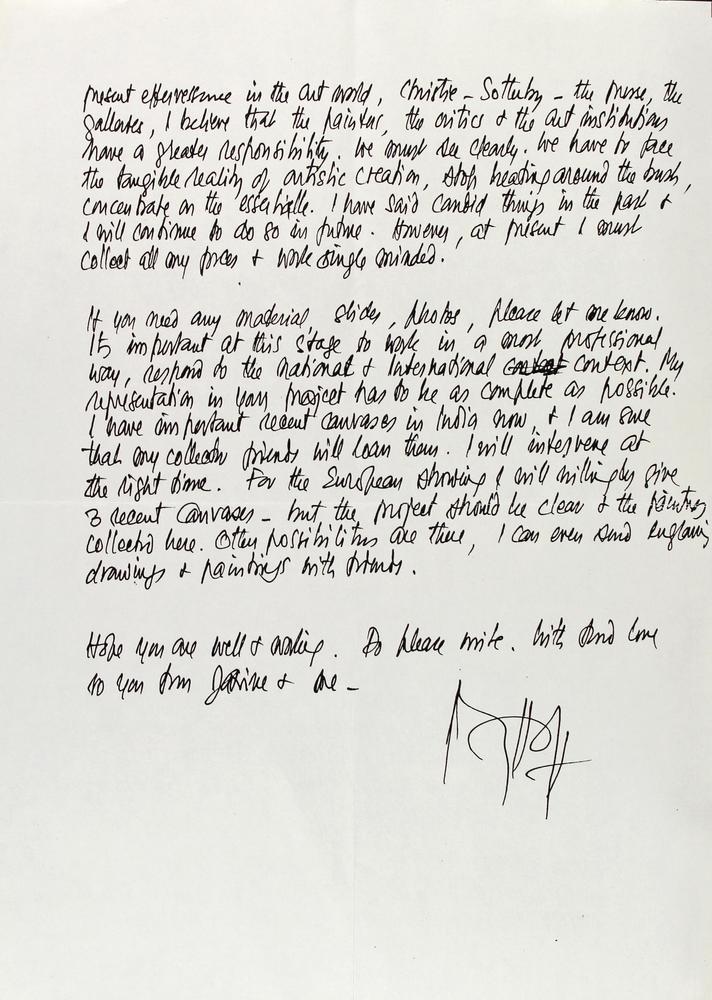 present effervescence in the art world, Christie - Sotheby - the press, the
galleries, I believe that the painter, the critics & the art institutions
have a greater responsibility. We must see clearly. We have to face
the tangible reality of artistic creation, stop beating around the bush,
concentrate on the essentials. I have said candid things in the past &
I will continue to do so in future. However, at present I must
collect all my forces & work single minded.
If you need any material, slides, photos, please let me know.
It's important at this stage to work in a most professional
way, respond to the national & International context. My
representation in your project has to be as complete as possible.
I have important recent canvases in India now, & I am sure
that my collector friends will loan them. I will intervene at
the right time. For the European showing I will willingly give
3 recent canvases - but the project should be clear & the paintings
collected here. Other possibilities are there, I can even send
drawings & paintings with friends.
Hope you are well & working. Do please write. With fond love
to you from Janine & me -